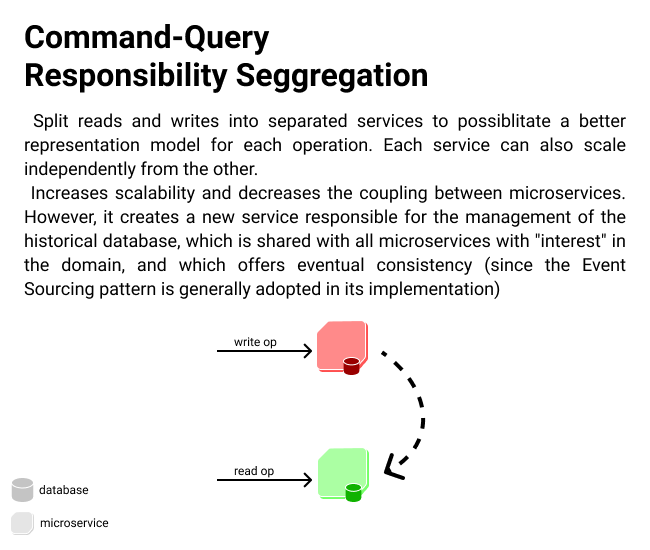 Command-Query
Responsibility Seggregation
Split reads and writes into separated services to possiblitate a better
representation model for each operation. Each service can also scale
independently from the other.
Increases scalability and decreases the coupling between microservices.
However, it creates a new service responsible for the management of the
historical database, which is shared with all microservices with "interest" in
the domain, and which offers eventual consistency (since the Event
Sourcing pattern is generally adopted in its implementation)
write op
read op
database
microservice